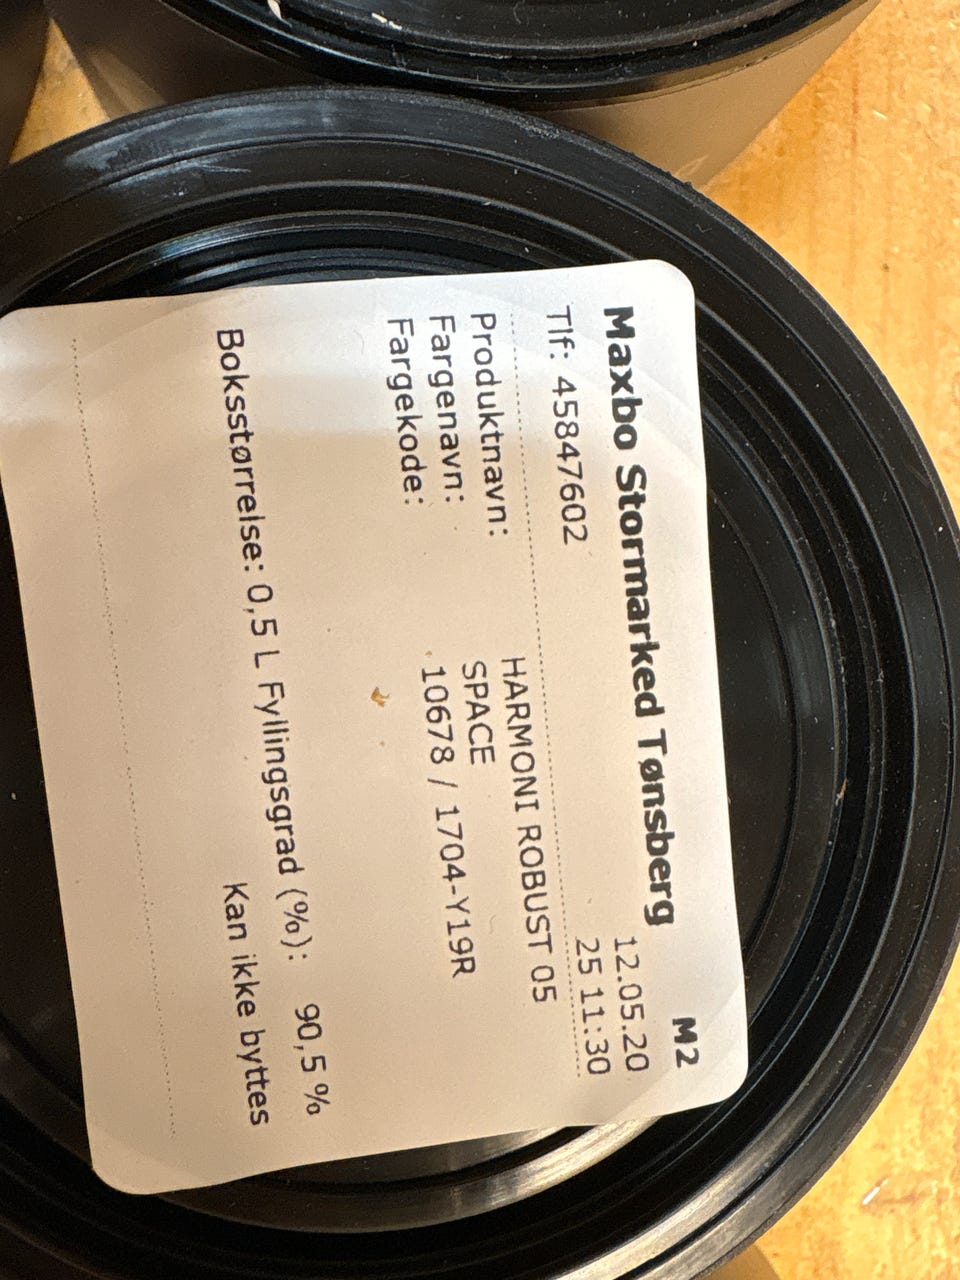 M2
Maxbo Stormarked Tønsberg
12.05.20
Tlf: 45847602 25 11:30
Produktnavn: HARMONI ROBUST 05
Fargenavn: SPACE
Fargekode: 10678 / 1704-Y19R
Boksstørrelse: 0,5 L Fyllingsgrad (%): 90,5 %
Kan ikke byttes